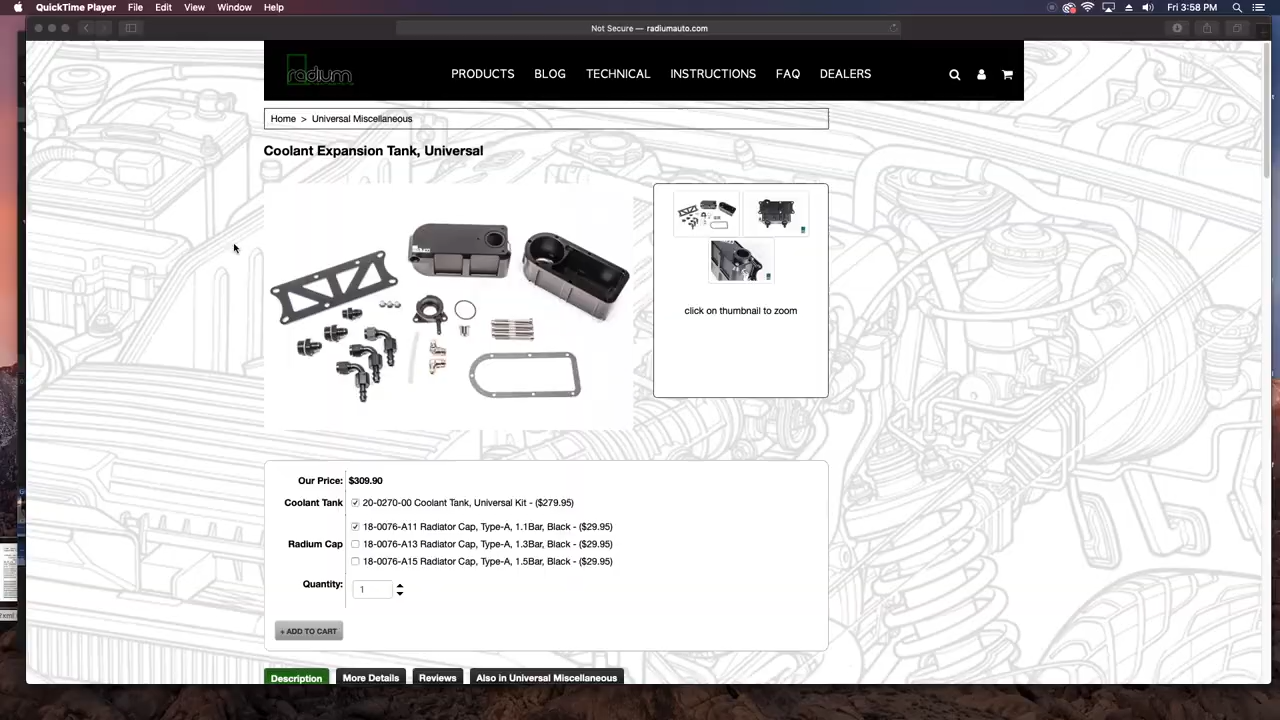 QuickTime Player File Edit View Window Help Fri 3:58 PM
Not Secure — radiumauto.com
radium
PRODUCTS BLOG TECHNICAL INSTRUCTIONS FAQ DEALERS
Home > Universal Miscellaneous
Coolant Expansion Tank, Universal
click on thumbnail to zoom
Our Price: $309.90
Coolant Tank 20-0270-00 Coolant Tank, Universal Kit - ($279.95)
18-0076-A11 Radiator Cap, Type-A, 1.1Bar, Black - ($29.95)
Radium Cap 18-0076-A13 Radiator Cap, Type-A, 1.3Bar, Black - ($29.95)
18-0076-A15 Radiator Cap, Type-A, 1.5Bar, Black - ($29.95)
Quantity: 1
+ ADD TO CART
Description More Details Reviews Also in Universal Miscellaneous